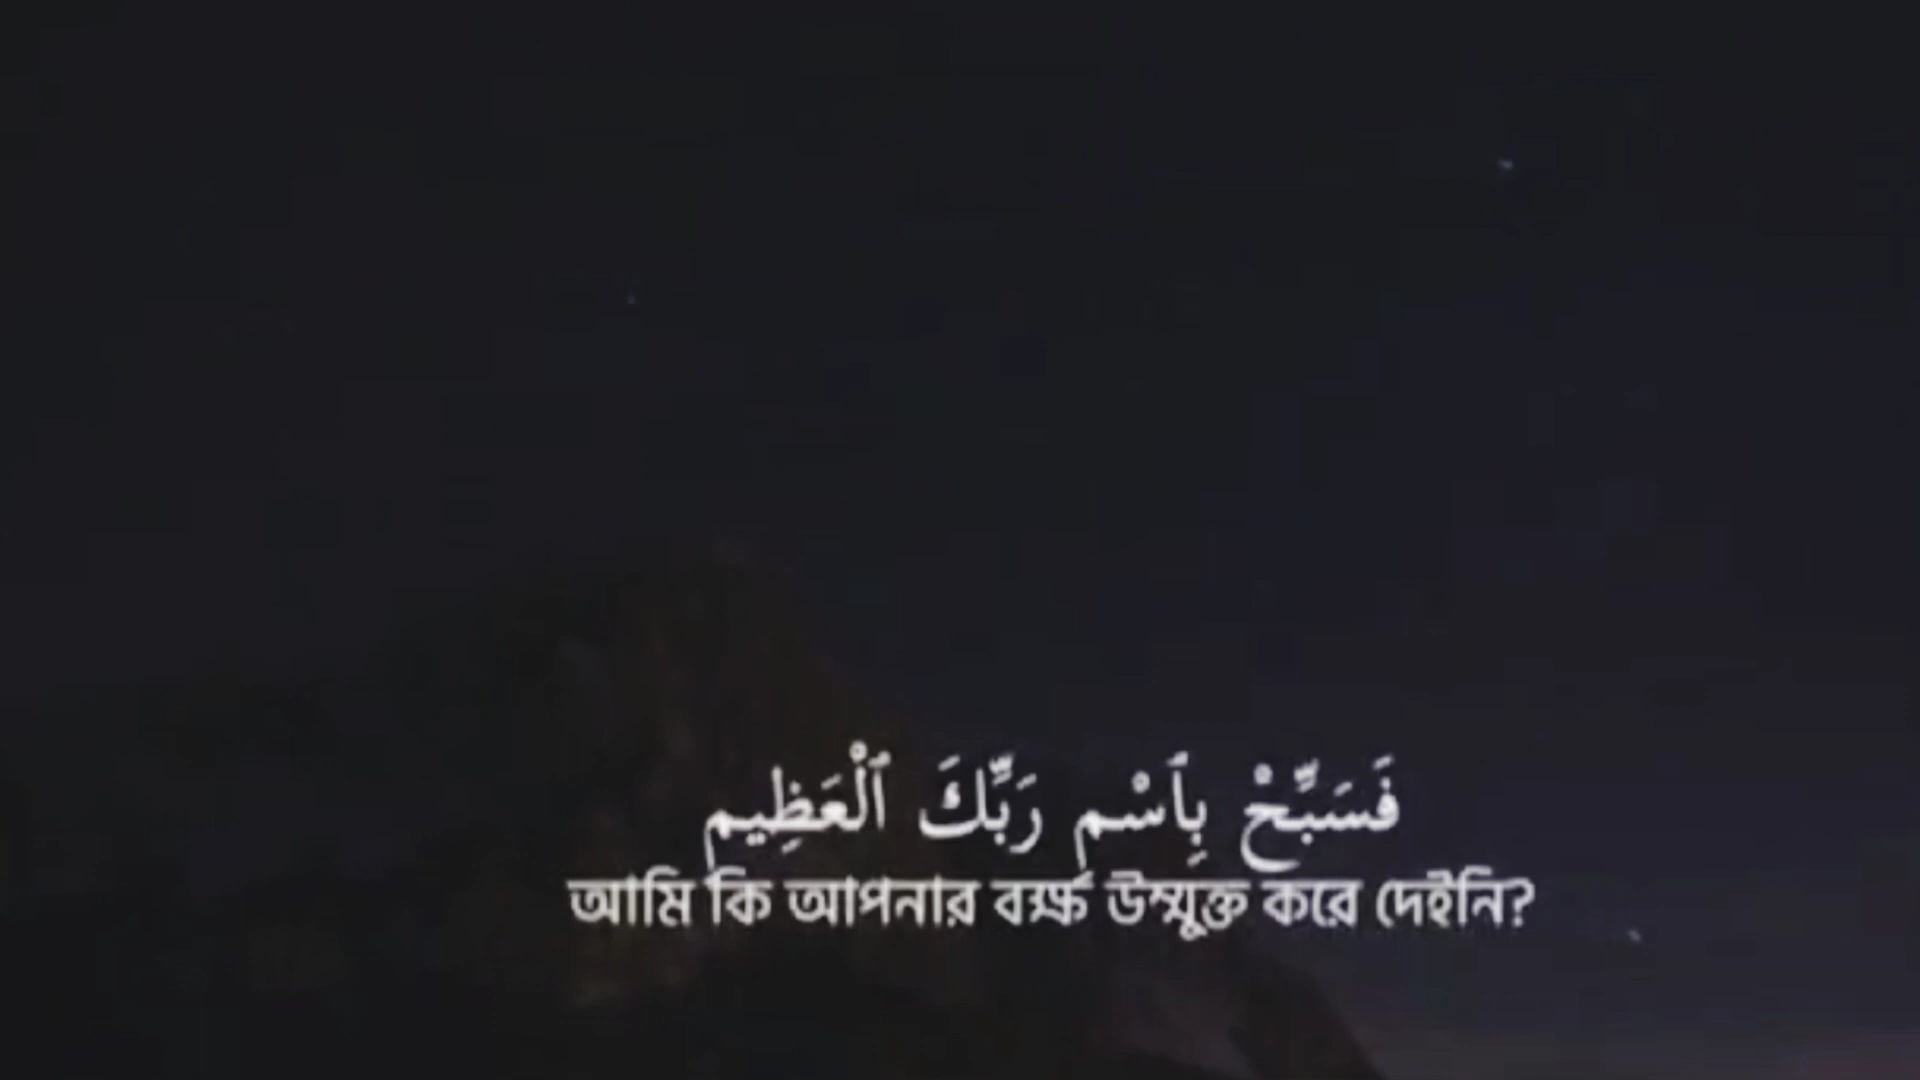 فَسَبِّحْ بِٱسْمِ رَبِّكَ ٱلْعَظِيمِ
আমি কি আপনার বক্ষ উম্মুক্ত করে দেইনি?